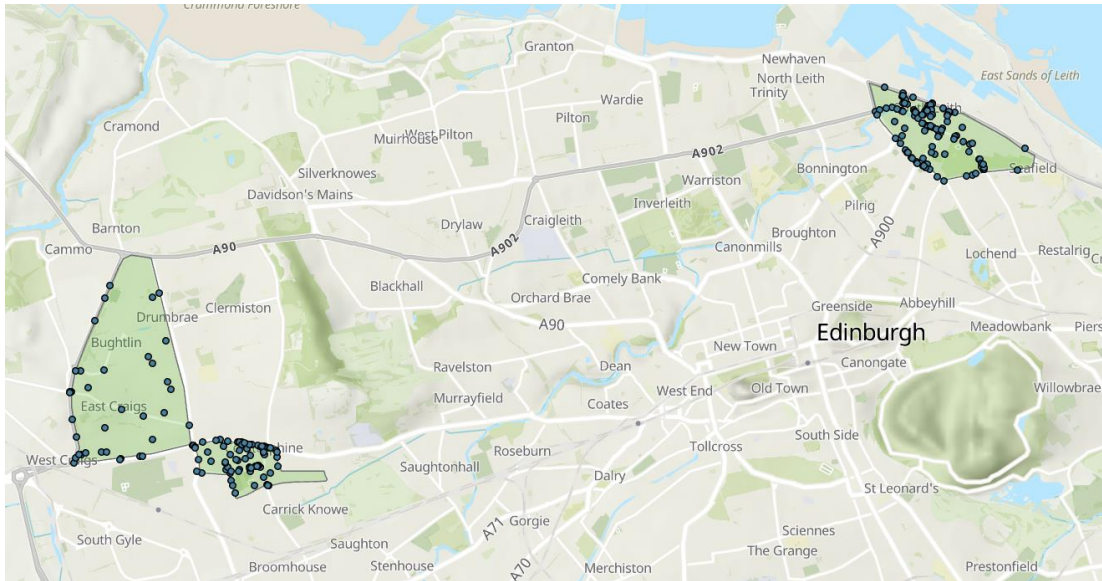 Crammond Foreshore
Granton
Newhaven
North Leith
Trinity
East Sands of Leith
Wardie
Cramond
Pilton
West Pilton
Muirhouse
A902
Silverknowes
Bonnington
Seafield
Davidson's Mains
Warriston
Inverleith
Pilrig
Barnton
Drylaw
Craigleith
Broughton
A900
Cammo
A90
A902
Canonmills
Lochend
Restalrig
Blackhall
Comely Bank
Clermiston
Orchard Brae
Greenside
Abbeyhill
Drumbrae
A90
Edinburgh
Meadowbank
Piers
Bughtlin
New Town
Canongate
Ravelston
Dean
West End
Old Town
Willowbrae
Murrayfield
East Craigs
Coates
South Side
Tollcross
hine
Roseburn
West Craigs
Saughtonhall
Dalry
St Leonard's
Carrick Knowe
A71
Gorgie
Sciennes
South Gyle
Saughton
The Grange
Broomhouse
Stenhouse
A70
Merchiston
Prestonfield